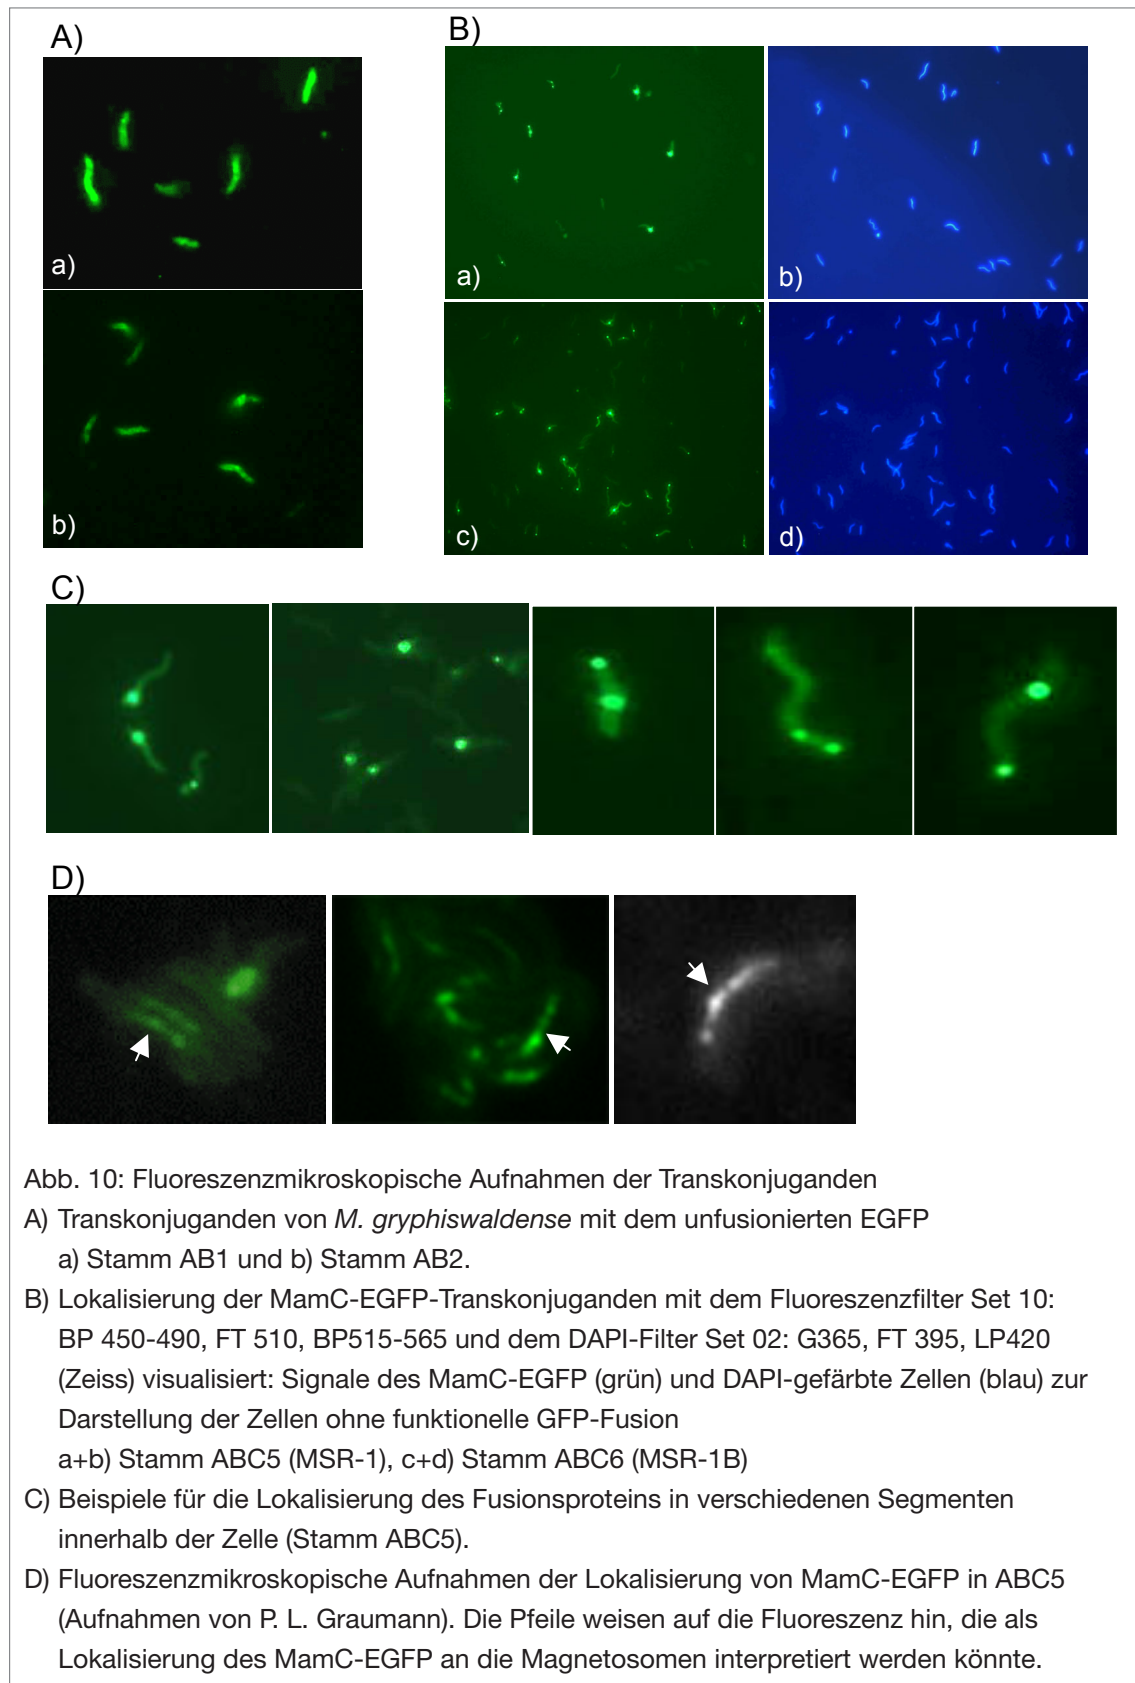 A)
B)
a)
b)
a)
b)
c)
d)
C)
D)
Abb. 10: Fluoreszenzmikroskopische Aufnahmen der Transkonjuganden
A) Transkonjuganden von M. gryphiswaldense mit dem unfusionierten EGFP
a) Stamm AB1 und b) Stamm AB2.
B) Lokalisierung der MamC-EGFP-Transkonjuganden mit dem Fluoreszenzfilter Set 10:
BP 450-490, FT 510, BP515-565 und dem DAPI-Filter Set 02: G365, FT 395, LP420
(Zeiss) visualisiert: Signale des MamC-EGFP (grün) und DAPI-gefärbte Zellen (blau) zur
Darstellung der Zellen ohne funktionelle GFP-Fusion
a+b) Stamm ABC5 (MSR-1), c+d) Stamm ABC6 (MSR-1B)
C) Beispiele für die Lokalisierung des Fusionsproteins in verschiedenen Segmenten
innerhalb der Zelle (Stamm ABC5).
D) Fluoreszenzmikroskopische Aufnahmen der Lokalisierung von MamC-EGFP in ABC5
(Aufnahmen von P. L. Graumann). Die Pfeile weisen auf die Fluoreszenz hin, die als
Lokalisierung des MamC-EGFP an die Magnetosomen interpretiert werden könnte.